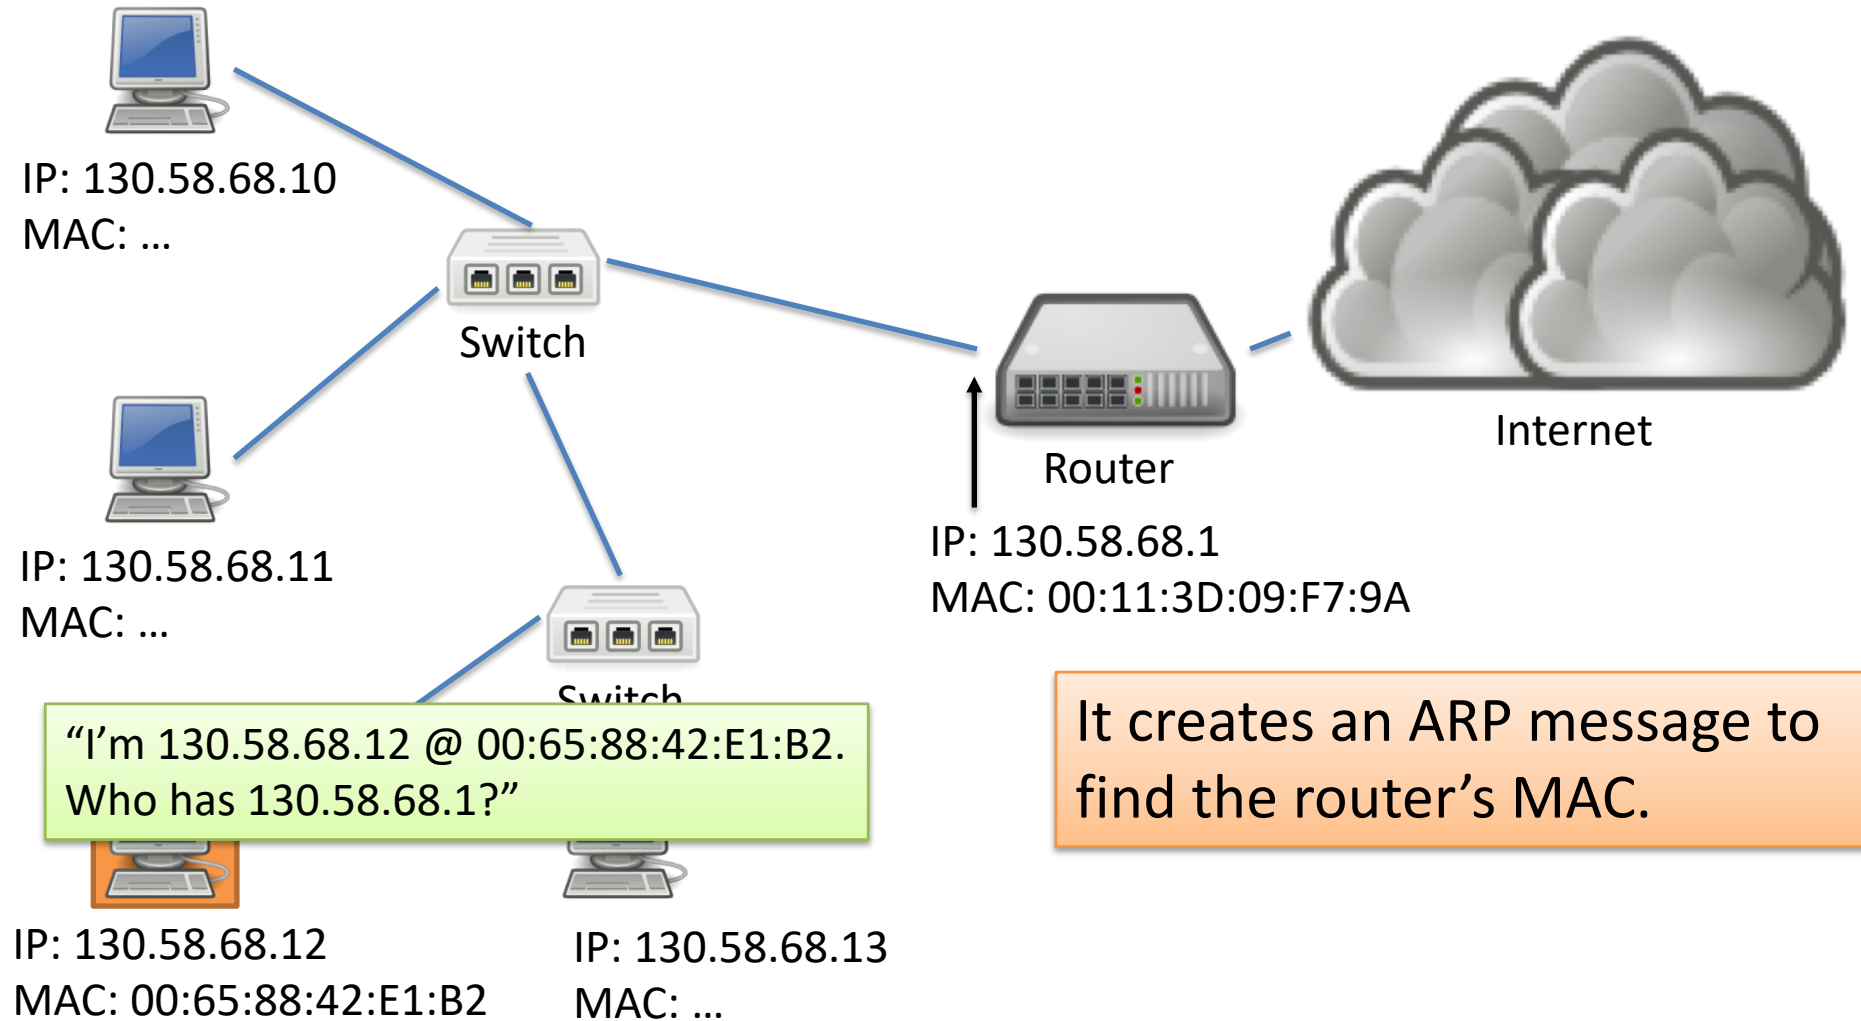 IP: 130.58.68.10
MAC: …
Switch
Internet
Router
IP: 130.58.68.11
MAC: …
IP: 130.58.68.1
MAC: 00:11:3D:09:F7:9A
Switch
“I’m 130.58.68.12 @ 00:65:88:42:E1:B2.
Who has 130.58.68.1?”
It creates an ARP message to
find the router’s MAC.
IP: 130.58.68.12
MAC: 00:65:88:42:E1:B2
IP: 130.58.68.13
MAC: …